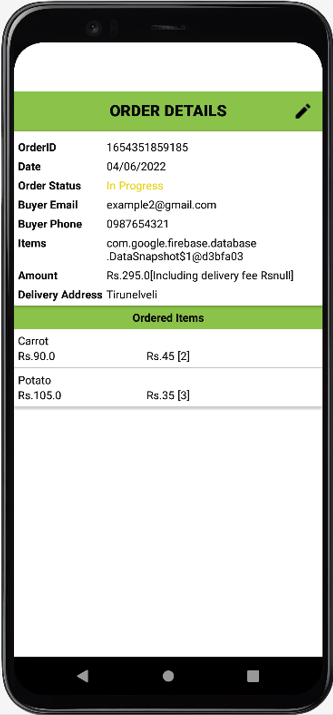 ORDER DETAILS
OrderID 1654351859185
Date 04/06/2022
Order Status In Progress
Buyer Email example2@gmail.com
Buyer Phone 0987654321
Items com.google.firebase.database
.DataSnapshot$1@d3bfa03
Amount Rs.295.0[Including delivery fee Rsnull]
Delivery Address Tirunelveli
Ordered Items
Carrot
Rs.90.0 Rs.45 [2]
Potato
Rs.105.0 Rs.35 [3]